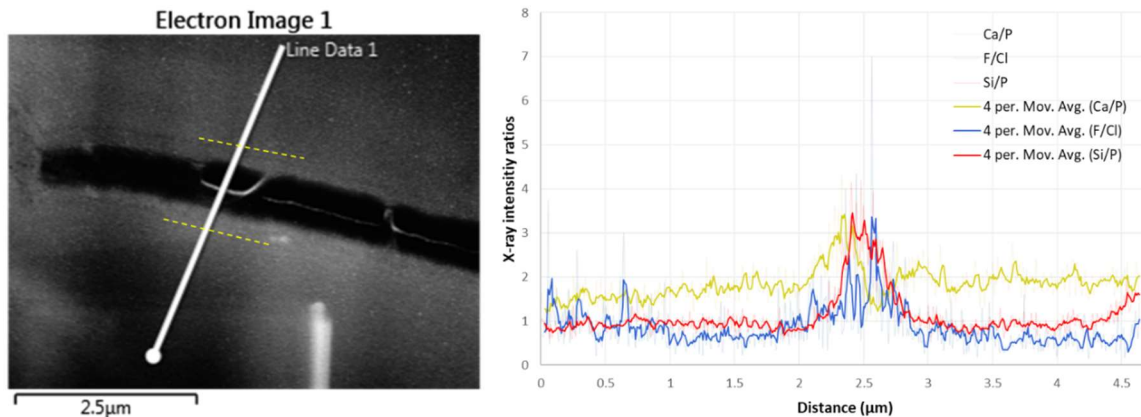 Electron Image 1
Line Data 1
2.5µm
X-ray intensitiy ratios
8
7
6
5
4
3
2
1
0
0
0.5
1
1.5
2
2.5
3
3.5
4
4.5
Distance (µm)
Ca/P
F/Cl
Si/P
4 per. Mov. Avg. (Ca/P)
4 per. Mov. Avg. (F/Cl)
4 per. Mov. Avg. (Si/P)